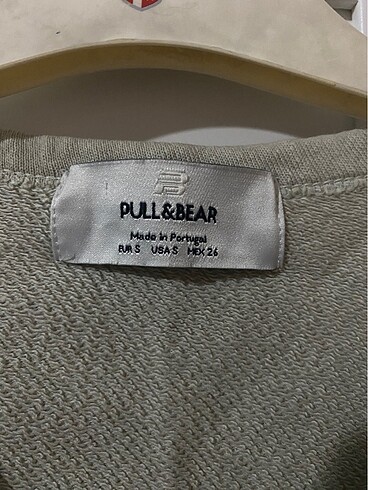 PULL&BEAR
Made in Portugal
EUR S USA S MEX 26